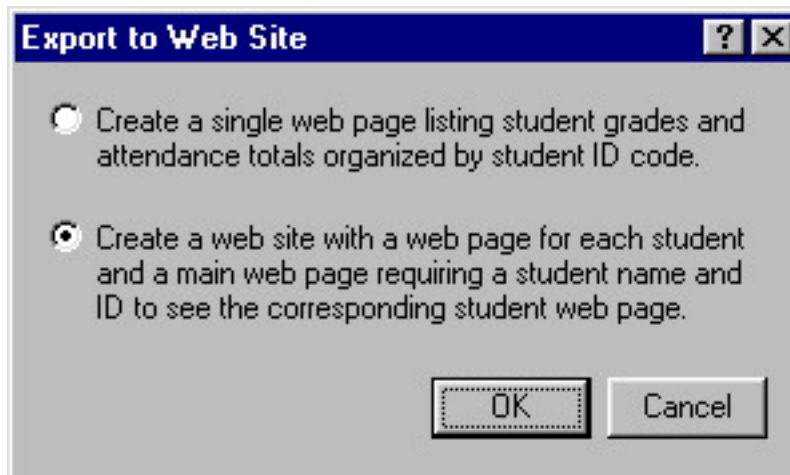 Export to Web Site
Create a single web page listing student grades and
attendance totals organized by student ID code.
Create a web site with a web page for each student
and a main web page requiring a student name and
ID to see the corresponding student web page.
OK Cancel